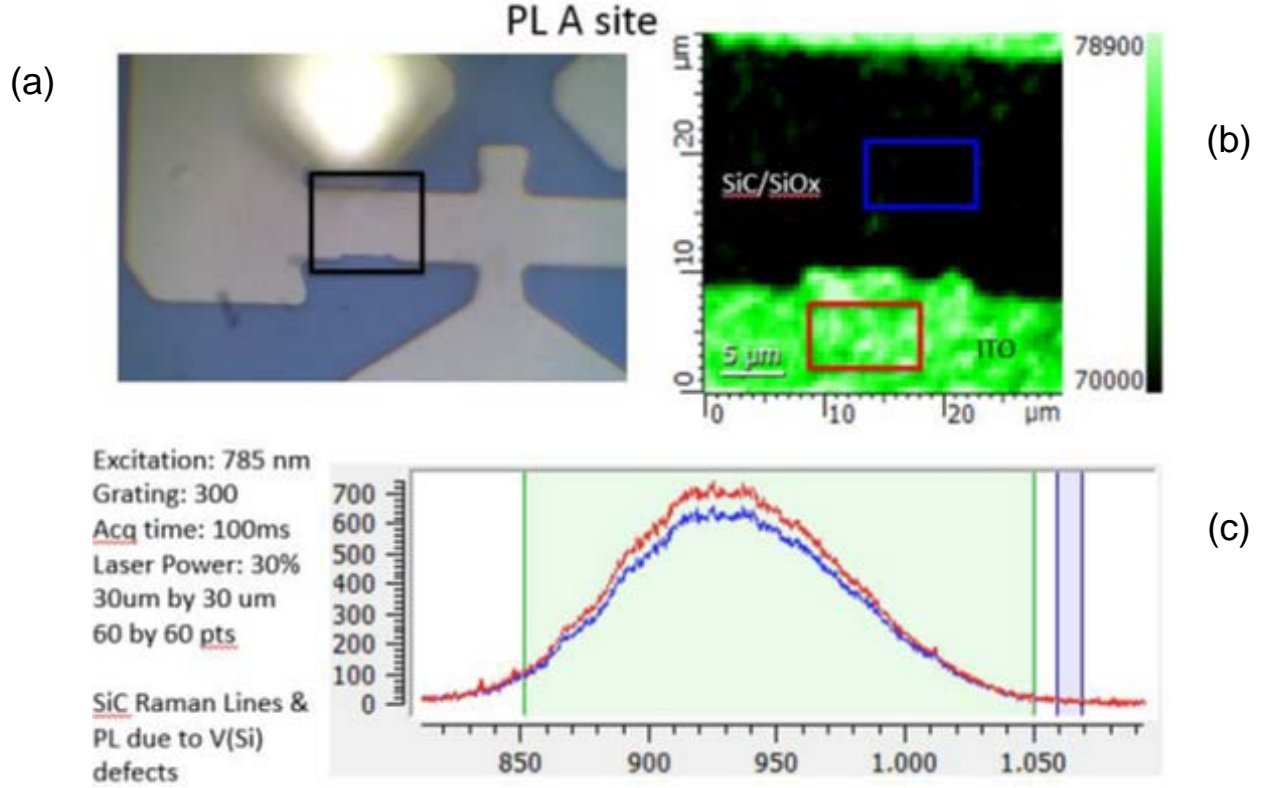 PL A site
(a)
(b)
µm
20
10
0
SiC/SiOx
ITO
5 µm
0
10
20
µm
78900
70000
Excitation: 785 nm
Grating: 300
Acq time: 100ms
Laser Power: 30%
30um by 30 um
60 by 60 pts
SiC Raman Lines &
PL due to V(Si)
defects
(c)
700
600
500
400
300
200
100
0
850
900
950
1.000
1.050